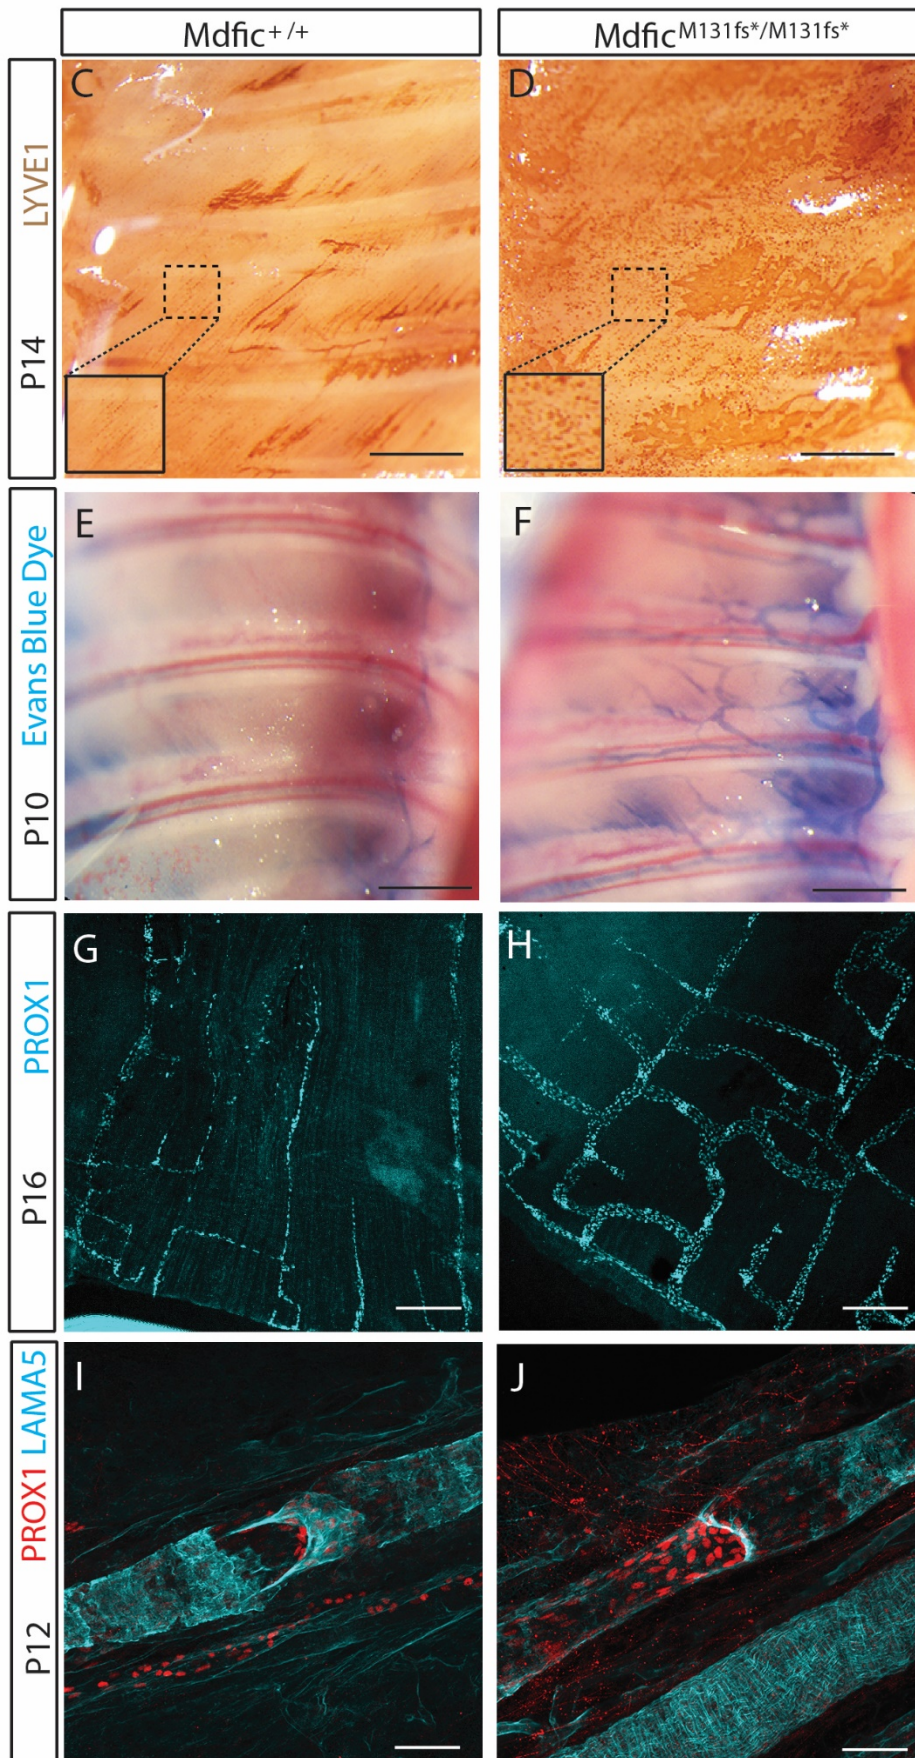 Mdfic+/+
MdficM131fs*/M131fs*
P14 LYVE1
C
D
P10 Evans Blue Dye
E
F
P16 PROX1
G
H
P12 PROX1 LAMA5
I
J